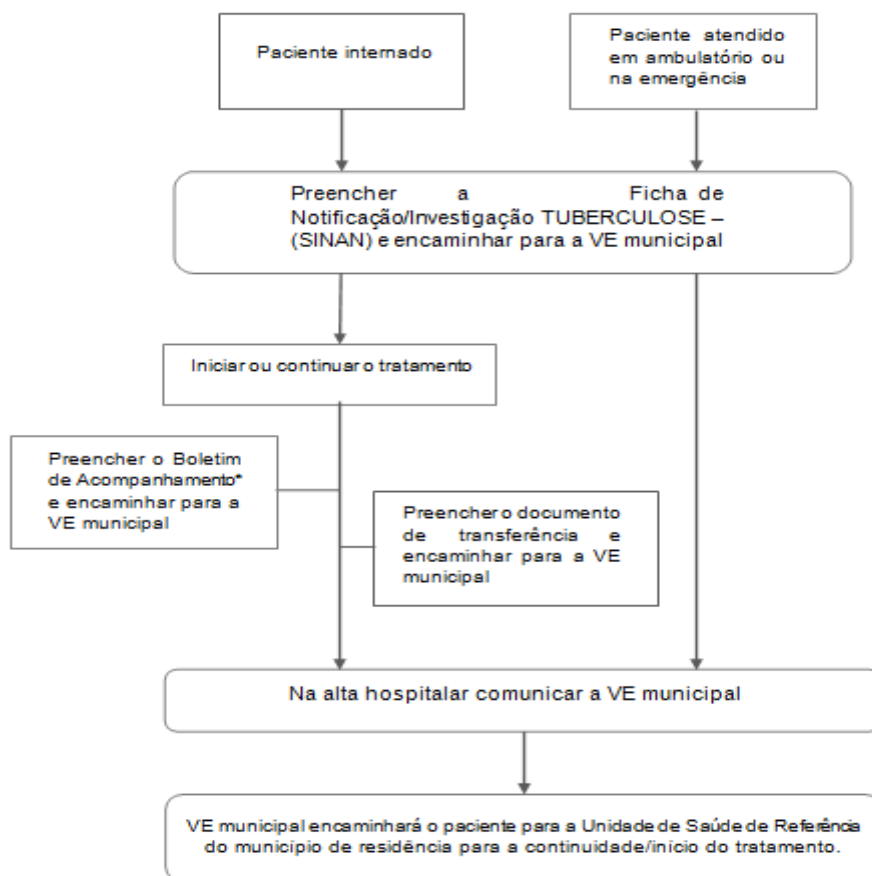 Paciente internado
Paciente atendido
em ambulatório ou
na emergência
Preencher a Ficha de
Notificação/Investigação TUBERCULOSE –
(SINAN) e encaminhar para a VE municipal
Iniciar ou continuar o tratamento
Preencher o Boletim
de Acompanhamento*
e encaminhar para a
VE municipal
Preencher o documento
de transferência e
encaminhar para a VE
municipal
Na alta hospitalar comunicar a VE municipal
VE municipal encaminhará o paciente para a Unidade de Saúde de Referência
do município de residência para a continuidade/início do tratamento.